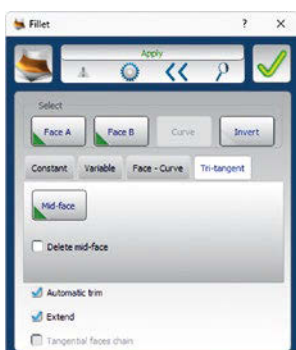 Fillet ? ×
Apply
Select
Face A Face B Curve Invert
Constant Variable Face - Curve Tri-tangent
Mid-face
Delete mid-face
Automatic trim
Extend
Tangential faces chain